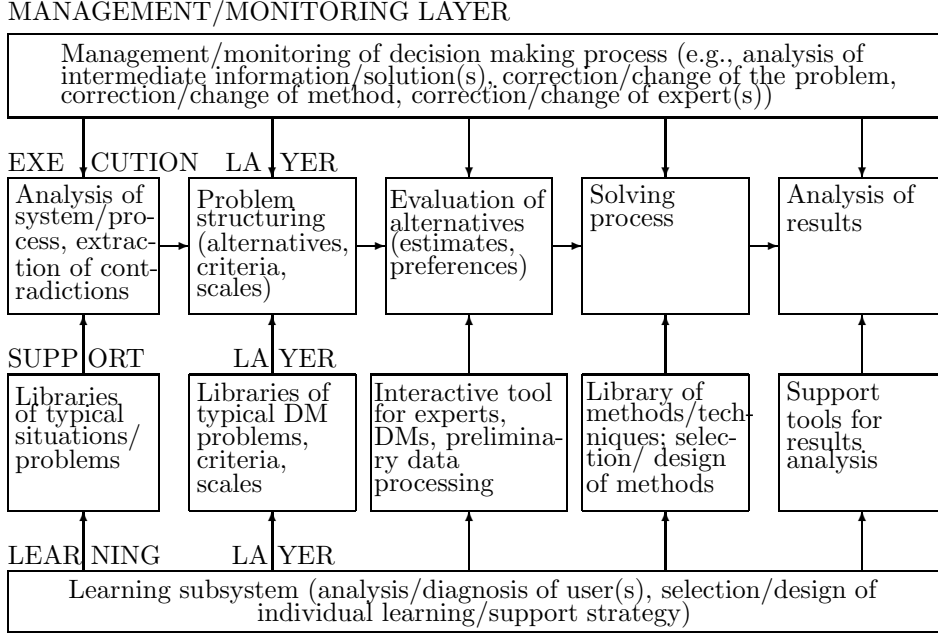 MANAGEMENT/MONITORING LAYER
Management/monitoring of decision making process (e.g., analysis of
intermediate information/solution(s), correction/change of the problem,
correction/change of method, correction/change of expert(s))
EXE CUTION LA YER
Analysis of
system/pro-
cess, extrac-
tion of cont-
radictions
Problem
structuring
(alternatives,
criteria,
scales)
Evaluation of
alternatives
(estimates,
preferences)
Solving
process
Analysis of
results
SUPP ORT LA YER
Libraries
of typical
situations/
problems
Libraries of
typical DM
problems,
criteria,
scales
Interactive tool
for experts,
DMs, prelimina-
ry data
processing
Library of
methods/tech-
niques; selec-
tion/ design
of methods
Support
tools for
results
analysis
LEAR NING LA YER
Learning subsystem (analysis/diagnosis of user(s), selection/design of
individual learning/support strategy)